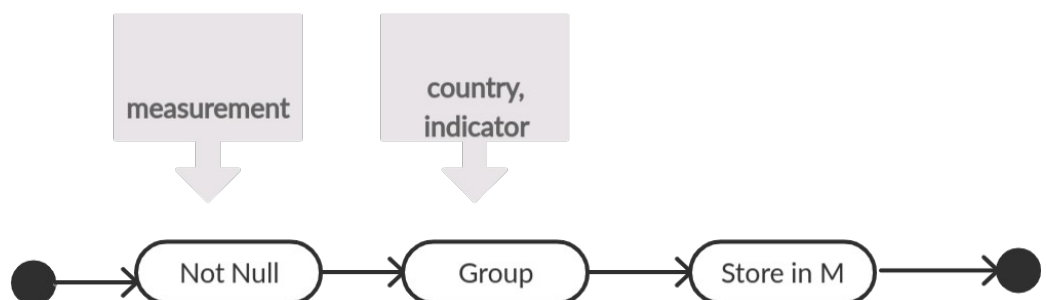 measurement
country,
indicator
Not Null
Group
Store in M